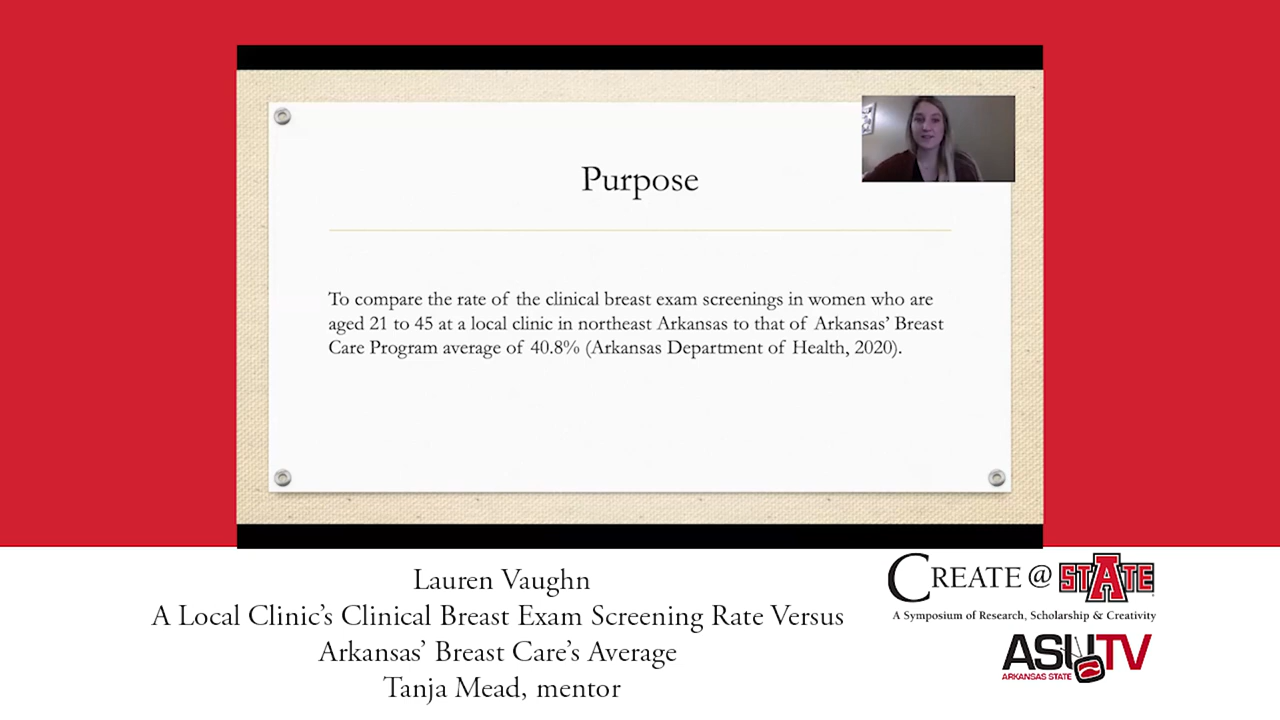 Purpose
To compare the rate of the clinical breast exam screenings in women who are
aged 21 to 45 at a local clinic in northeast Arkansas to that of Arkansas' Breast
Care Program average of 40.8% (Arkansas Department of Health, 2020).
Lauren Vaughn
A Local Clinic's Clinical Breast Exam Screening Rate Versus
Arkansas' Breast Care's Average
Tanja Mead, mentor
CREATE @ STATE
A Symposium of Research, Scholarship & Creativity
ASUTV
ARKANSAS STATE